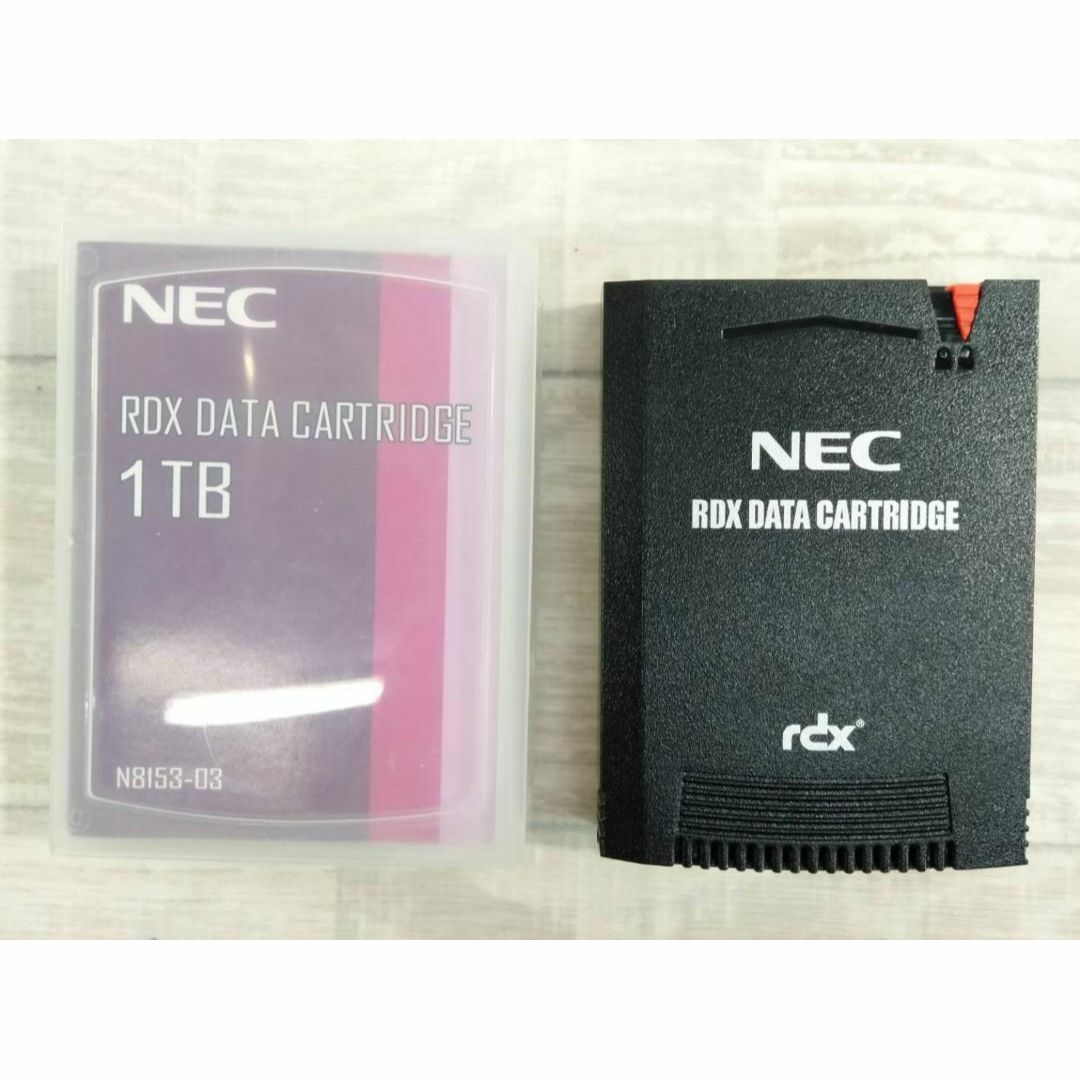 NEC
RDX DATA CARTRIDGE
1TB
N8153-03
NEC
RDX DATA CARTRIDGE
rdx®